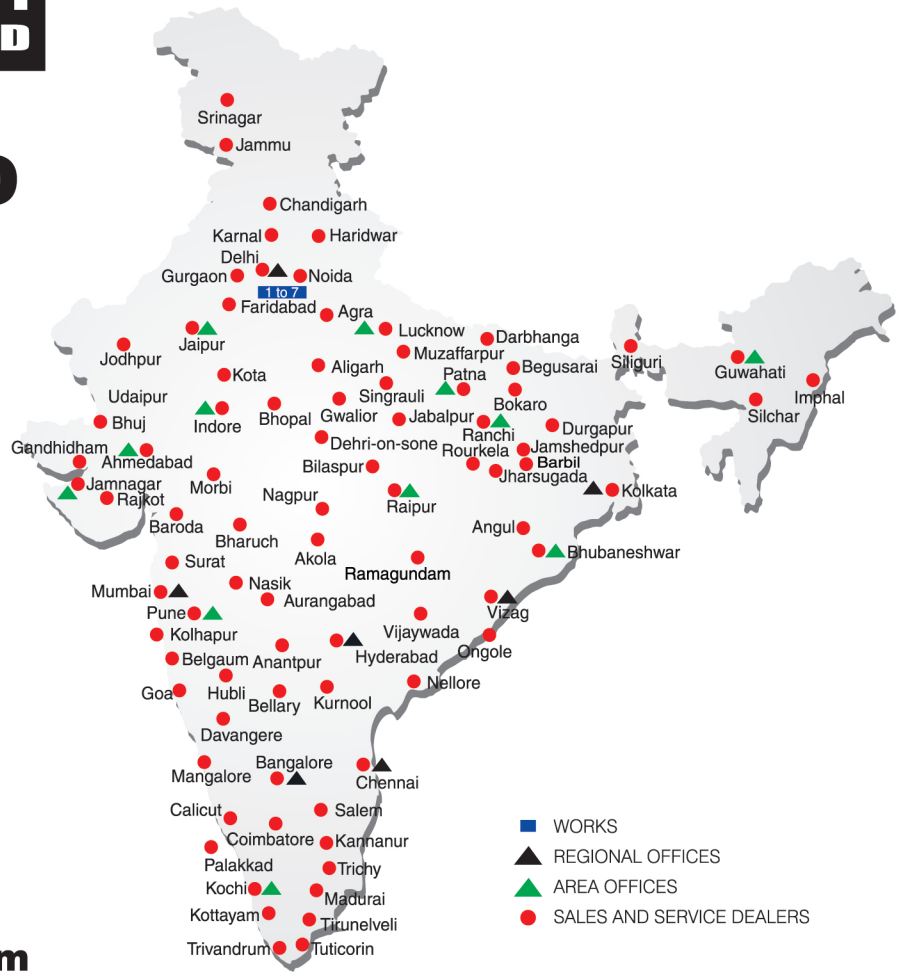 D
Srinagar
Jammu
Chandigarh
Karnal
Haridwar
Delhi
Gurgaon
Noida
1 to 7
Faridabad
Agra
Jaipur
Lucknow
Darbhanga
Jodhpur
Muzaffarpur
Siliguri
Aligarh
Begusarai
Guwahati
Kota
Patna
Udaipur
Singrauli
Bokaro
Imphal
Bhuj
Indore
Bhopal
Gwalior
Jabalpur
Silchar
Ranchi
Durgapur
Gandhidham
Dehri-on-sone
Rourkela
Jamshedpur
Ahmedabad
Bilaspur
Barbil
Jharsugada
Jamnagar
Morbi
Kolkata
Rajkot
Nagpur
Raipur
Baroda
Angul
Bharuch
Akola
Bhubaneshwar
Surat
Ramagundam
Nasik
Mumbai
Aurangabad
Pune
Vizag
Kolhapur
Vijaywada
Ongole
Belgaum
Anantpur
Hyderabad
Goa
Hubli
Nellore
Bellary
Kurnool
Davangere
Bangalore
Mangalore
Chennai
Calicut
Salem
WORKS
Coimbatore
Kannanur
REGIONAL OFFICES
Palakkad
Trichy
Kochi
AREA OFFICES
Madurai
Kottayam
SALES AND SERVICE DEALERS
Tirunelveli
Trivandrum
Tuticorin
m